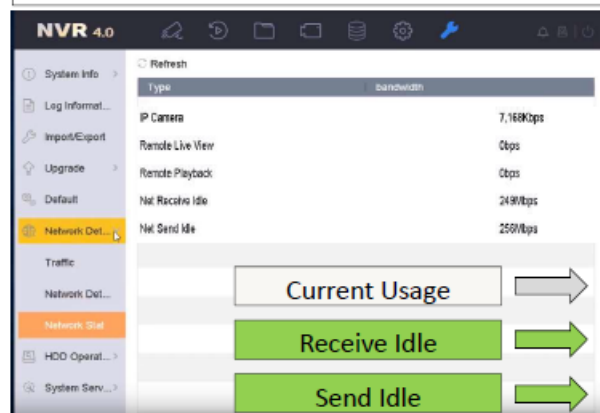 NVR 4.0
Refresh
Type bandwidth
System Info
Log Informat...
Import/Export
Upgrade
Default
Network Det...
Traffic
Network Det...
Network Stat
HDD Operat...
System Serv...
IP Camera 7,168Kbps
Remote Live View 0bps
Remote Playback 0bps
Net Receive Idle 249Mbps
Net Send Idle 256Mbps
Current Usage
Receive Idle
Send Idle